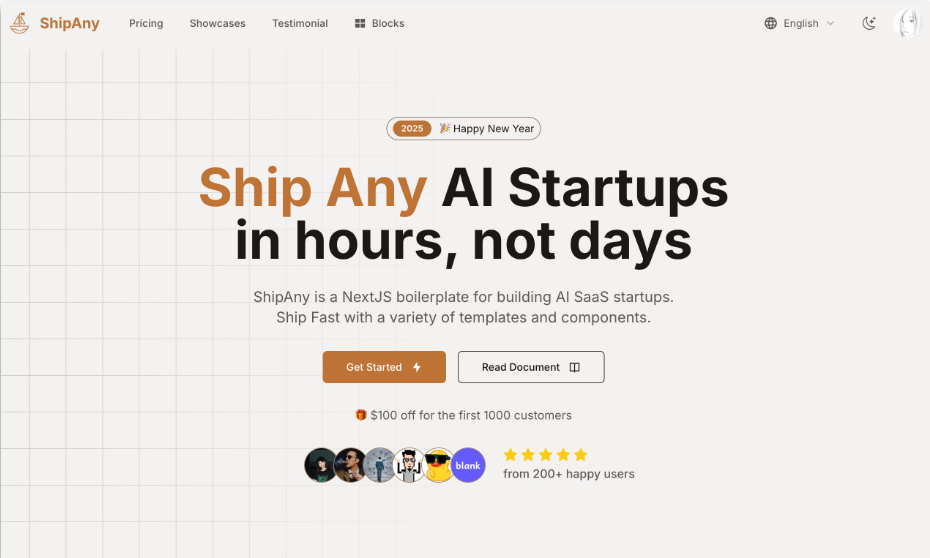 ShipAny Pricing Showcases Testimonial Blocks English
2025 🎉 Happy New Year
Ship Any AI Startups
in hours, not days
ShipAny is a NextJS boilerplate for building AI SaaS startups.
Ship Fast with a variety of templates and components.
Get Started Read Document
🎁 $100 off for the first 1000 customers
blank
from 200+ happy users